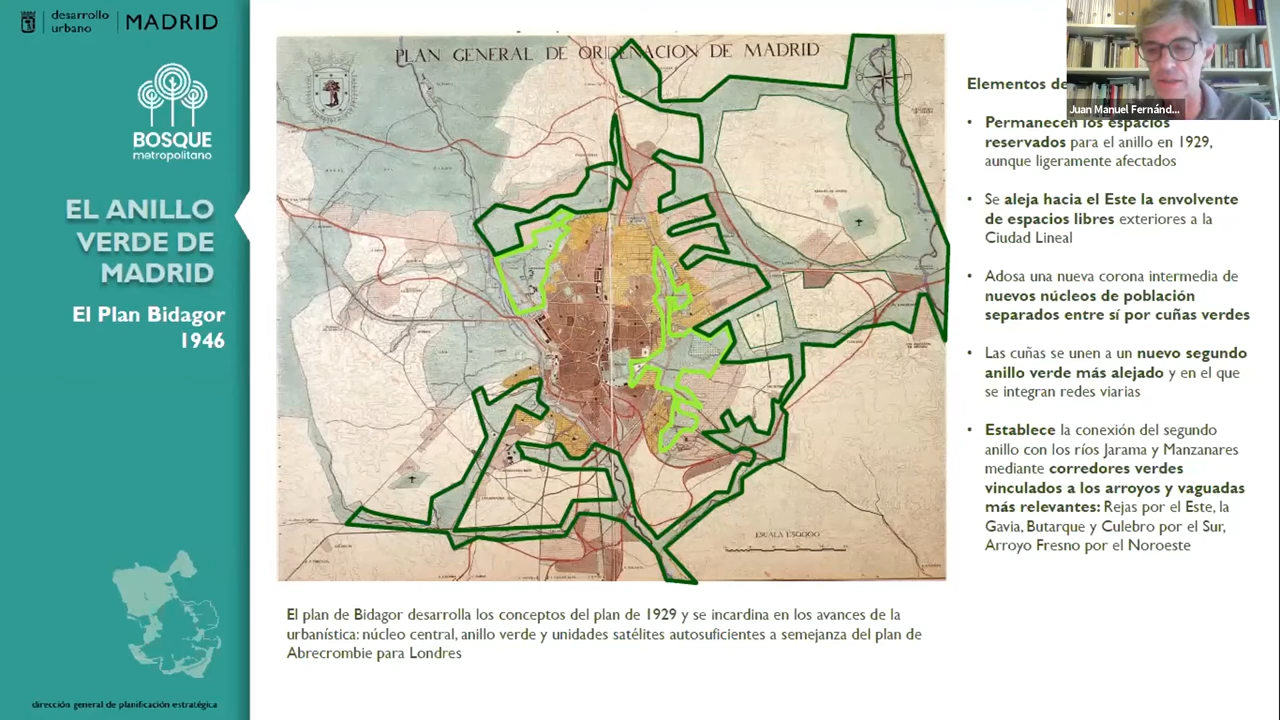 desarrollo
urbano
MADRID
BOSQUE
metropolitano
EL ANILLO
VERDE DE
MADRID
El Plan Bidagor
1946
dirección general de planificación estratégica
PLAN GENERAL DE ORDENACION DE MADRID
ESCALA
El plan de Bidagor desarrolla los conceptos del plan de 1929 y se incardina en los avances de la
urbanística: núcleo central, anillo verde y unidades satélites autosuficientes a semejanza del plan de
Abrecrombie para Londres
Elementos de
Juan Manuel Fernánd...
• Permanecen los espacios
reservados para el anillo en 1929,
aunque ligeramente afectados
• Se aleja hacia el Este la envolvente
de espacios libres exteriores a la
Ciudad Lineal
• Adosa una nueva corona intermedia de
nuevos núcleos de población
separados entre sí por cuñas verdes
• Las cuñas se unen a un nuevo segundo
anillo verde más alejado y en el que
se integran redes viarias
• Establece la conexión del segundo
anillo con los ríos Jarama y Manzanares
mediante corredores verdes
vinculados a los arroyos y vaguadas
más relevantes: Rejas por el Este, la
Gavia, Butarque y Culebro por el Sur,
Arroyo Fresno por el Noroeste